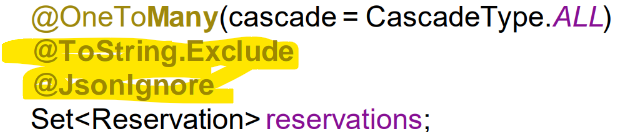 @OneToMany(cascade = CascadeType.ALL)
@ToString.Exclude
@JsonIgnore
Set<Reservation> reservations;